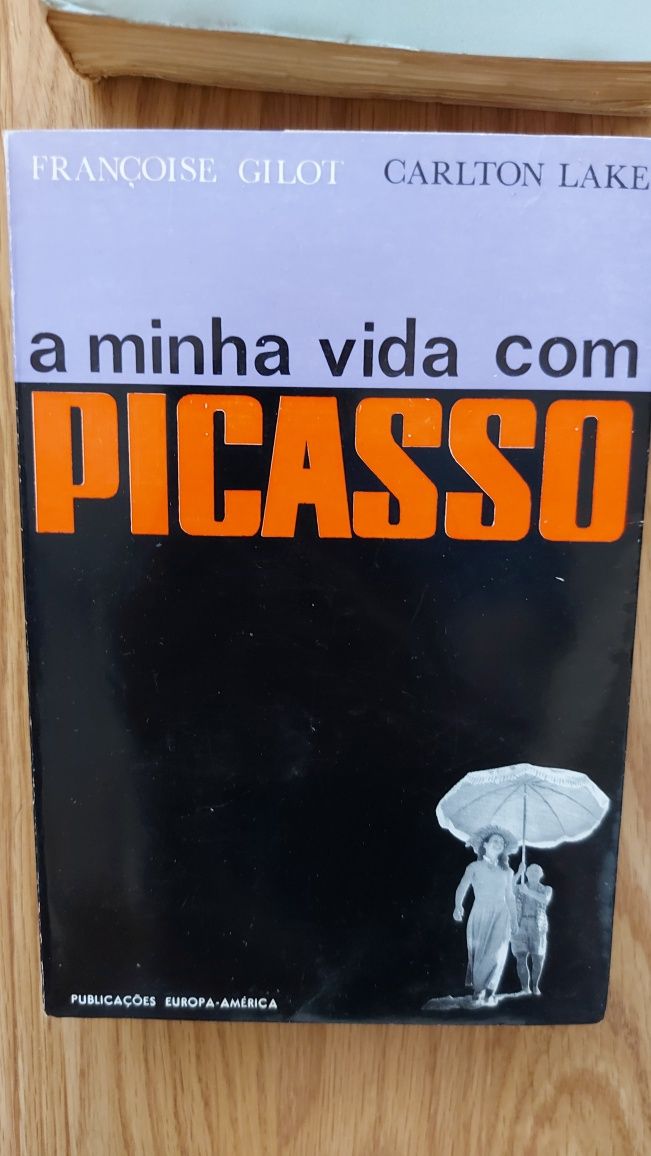 FRANÇOISE GILOT CARLTON LAKE
a minha vida com
PICASSO
PUBLICAÇÕES EUROPA-AMÉRICA